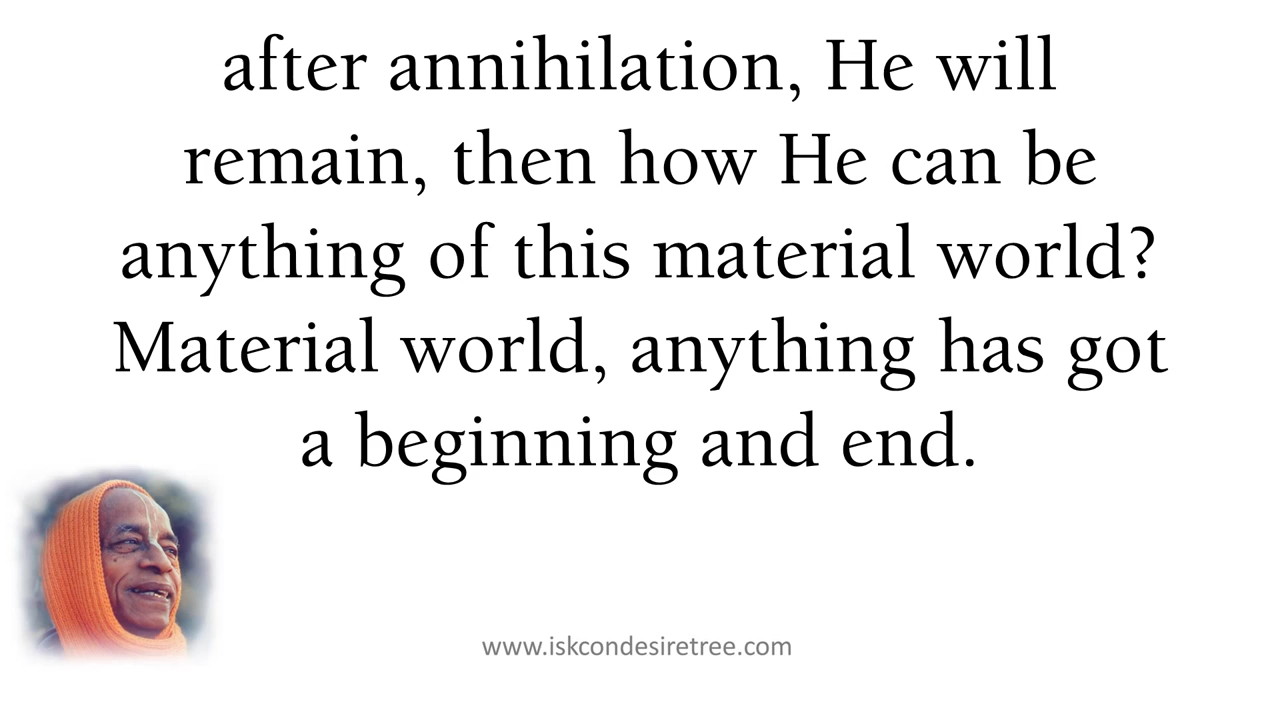 after annihilation, He will
remain, then how He can be
anything of this material world?
Material world, anything has got
a beginning and end.
www.iskcondesiretree.com